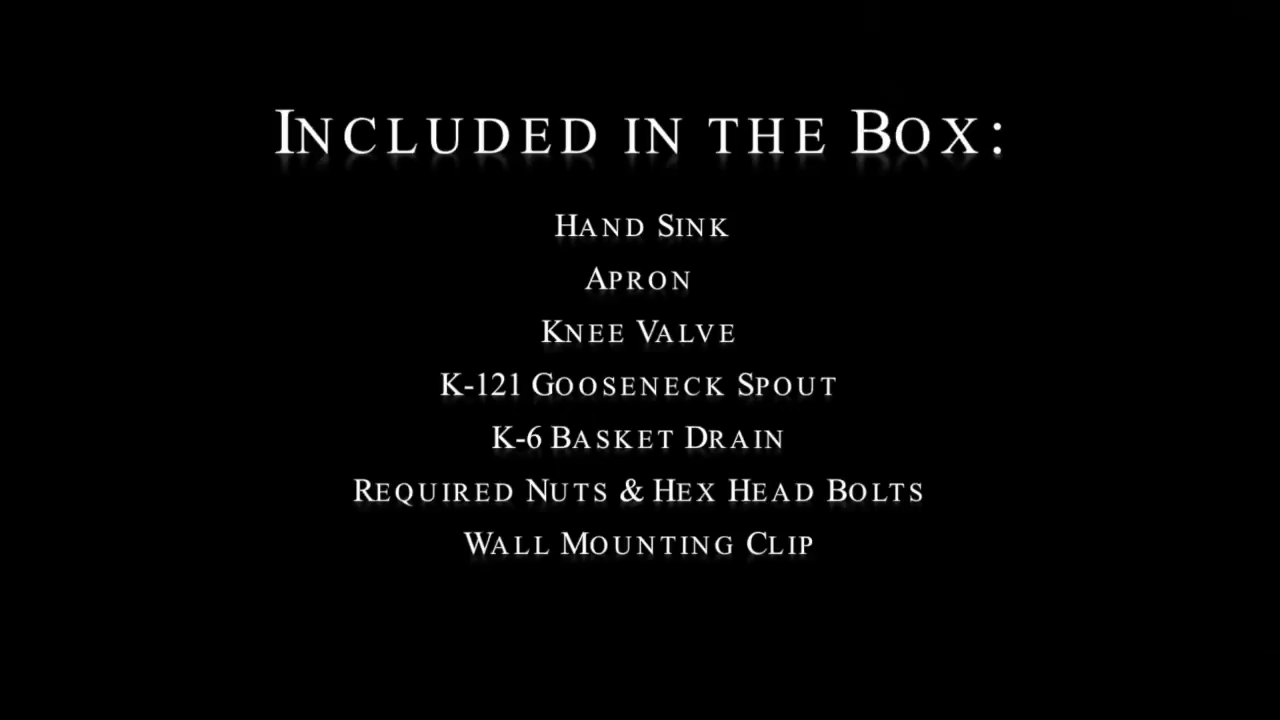 Included in the Box:
Hand Sink
Apron
Knee Valve
K-121 Gooseneck Spout
K-6 Basket Drain
Required Nuts & Hex Head Bolts
Wall Mounting Clip